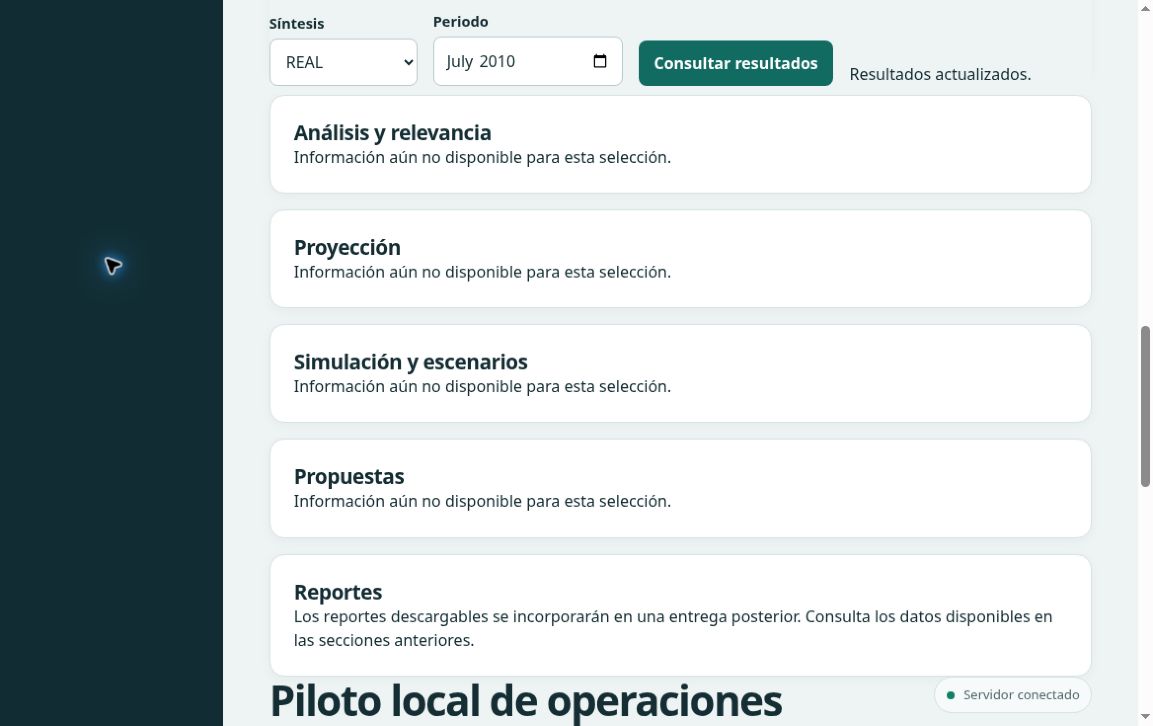 Síntesis
Periodo
REAL
July 2010
Consultar resultados
Resultados actualizados.
Análisis y relevancia
Información aún no disponible para esta selección.
Proyección
Información aún no disponible para esta selección.
Simulación y escenarios
Información aún no disponible para esta selección.
Propuestas
Información aún no disponible para esta selección.
Reportes
Los reportes descargables se incorporarán en una entrega posterior. Consulta los datos disponibles en
las secciones anteriores.
Piloto local de operaciones
Servidor conectado